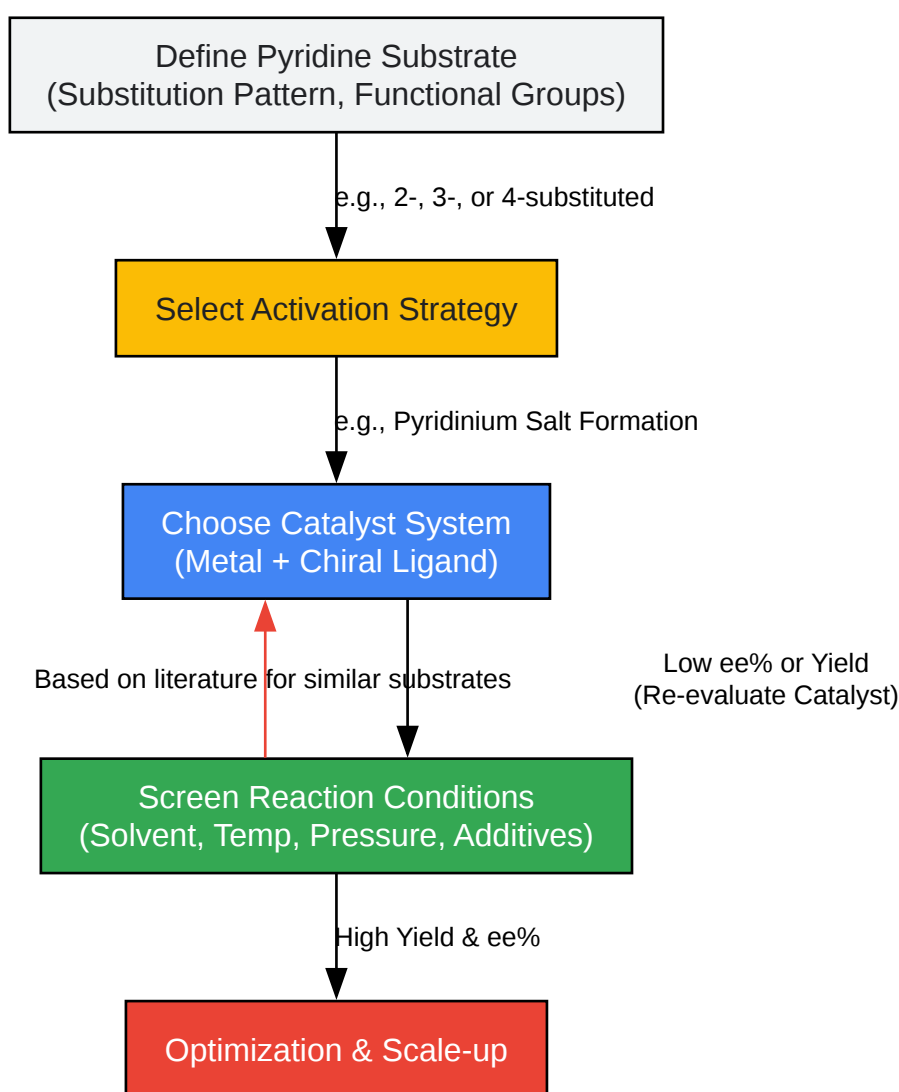 Define Pyridine Substrate
(Substitution Pattern, Functional Groups)
e.g., 2-, 3-, or 4-substituted
Select Activation Strategy
e.g., Pyridinium Salt Formation
Choose Catalyst System
(Metal + Chiral Ligand)
Based on literature for similar substrates
Low ee% or Yield
(Re-evaluate Catalyst)
Screen Reaction Conditions
(Solvent, Temp, Pressure, Additives)
High Yield & ee%
Optimization & Scale-up